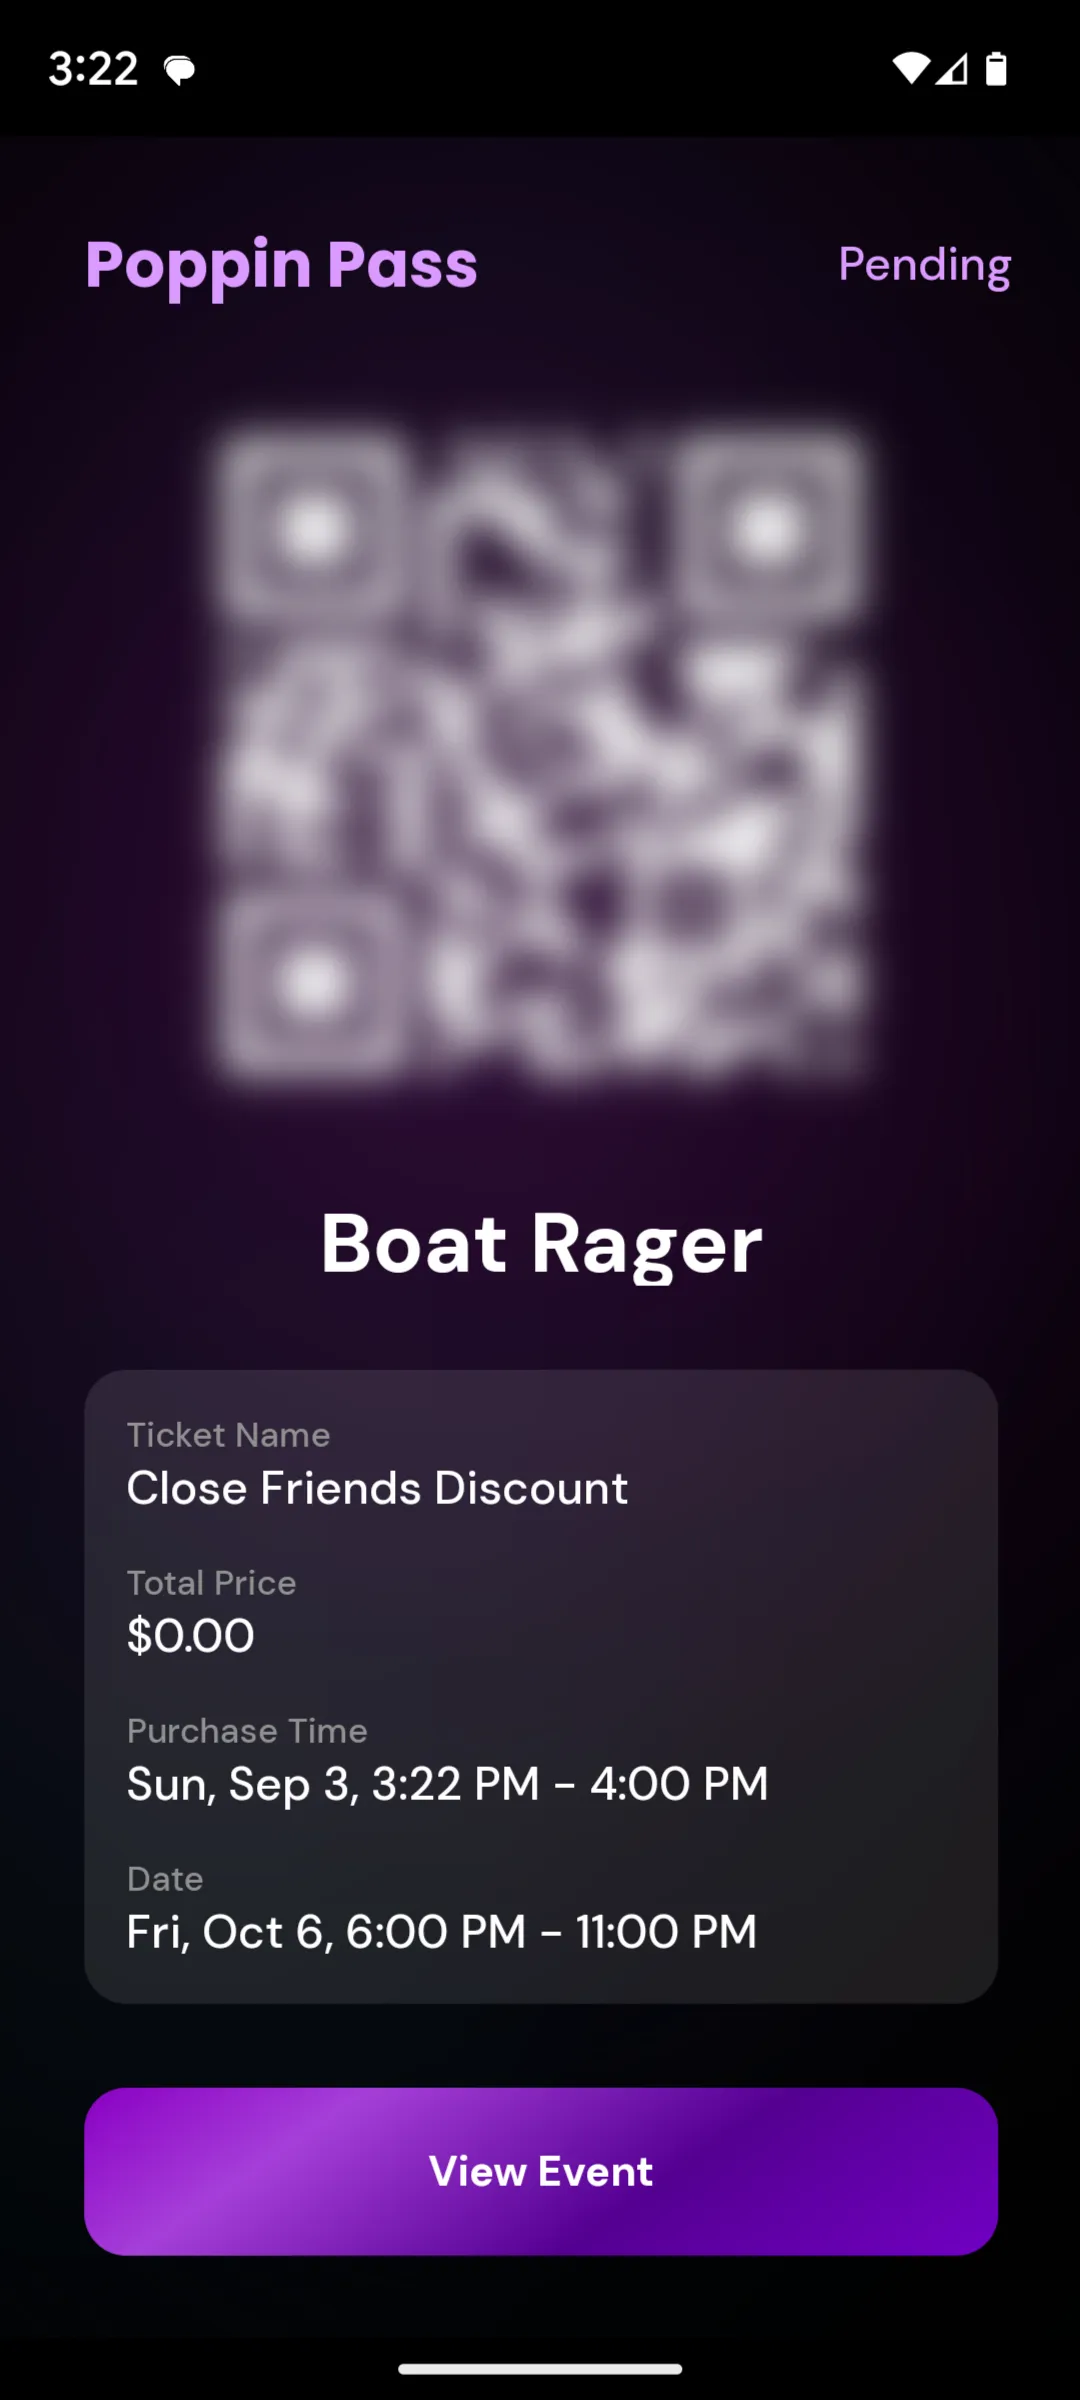 3:22
Poppin Pass
Pending
Boat Rager
Ticket Name
Close Friends Discount
Total Price
$0.00
Purchase Time
Sun, Sep 3, 3:22 PM – 4:00 PM
Date
Fri, Oct 6, 6:00 PM – 11:00 PM
View Event